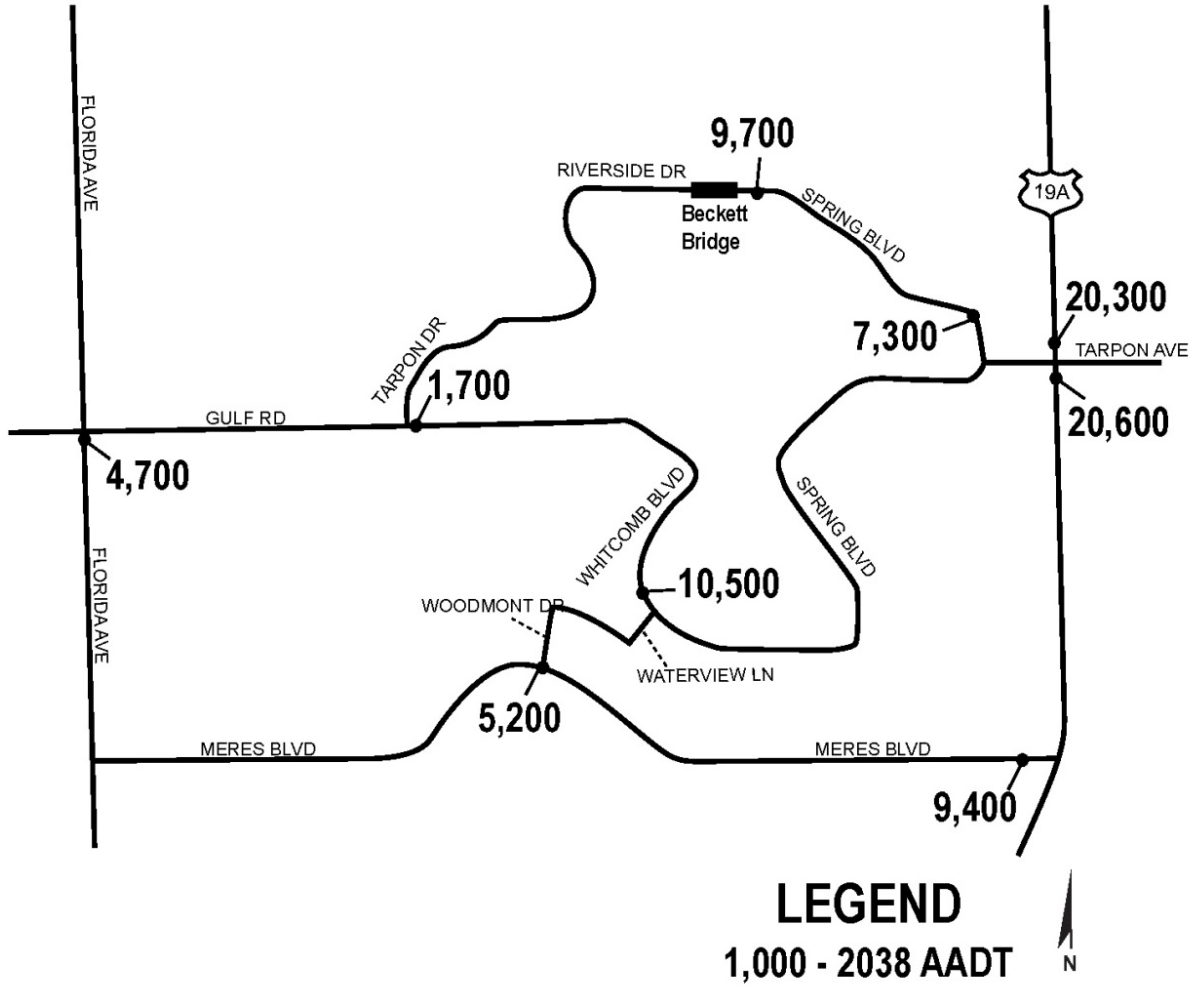 FLORIDA AVE
9,700
RIVERSIDE DR
Beckett
Bridge
SPRING BLVD
19A
20,300
7,300
TARPON AVE
TARPON DR
1,700
GULF RD
20,600
4,700
WHITCOMB BLVD
SPRING BLVD
FLORIDA AVE
10,500
WOODMONT DR
WATERVIEW LN
5,200
MERES BLVD
MERES BLVD
9,400
LEGEND
1,000 - 2038 AADT
N